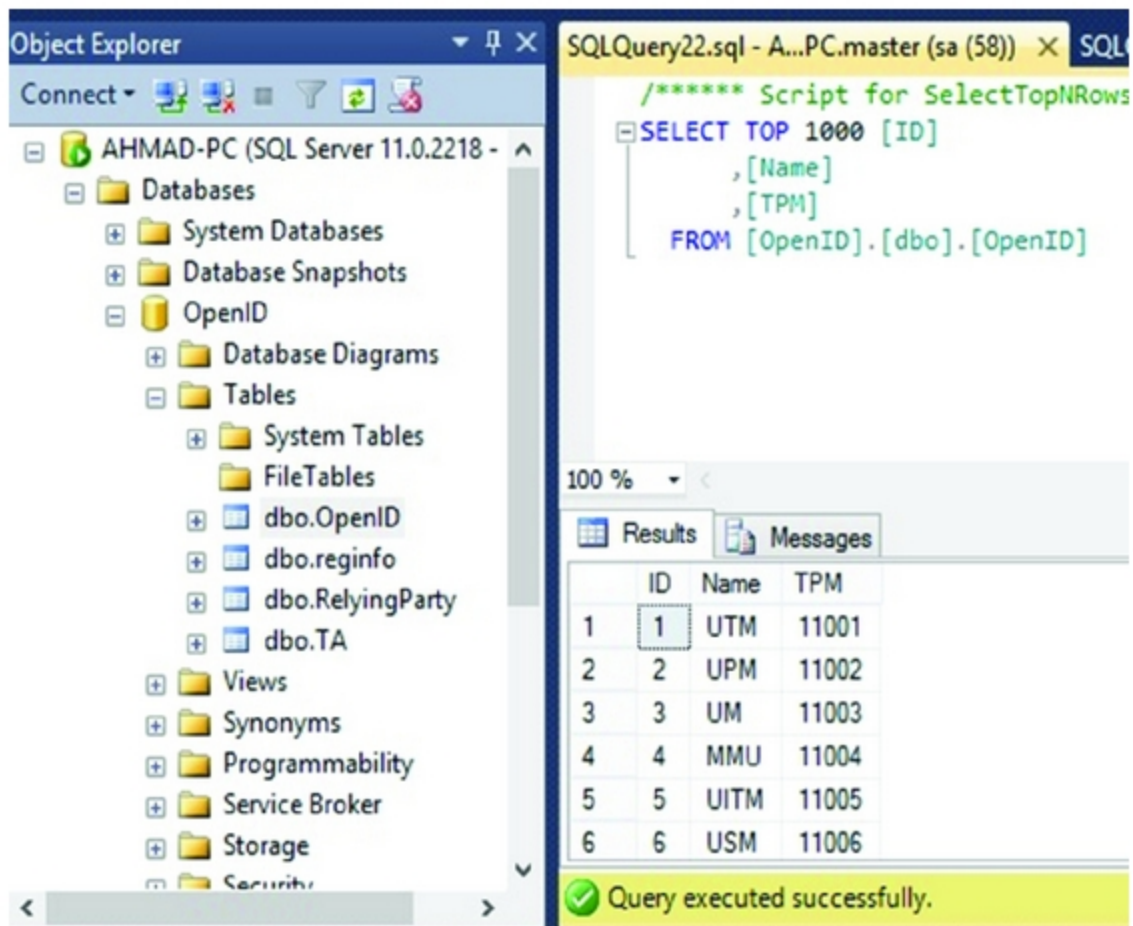 Object Explorer
Connect
AHMAD-PC (SQL Server 11.0.2218 -
Databases
System Databases
Database Snapshots
OpenID
Database Diagrams
Tables
System Tables
FileTables
dbo.OpenID
dbo.reginfo
dbo.RelyingParty
dbo.TA
Views
Synonyms
Programmability
Service Broker
Storage
Security
SQLQuery22.sql - A...PC.master (sa (58)) SQL
/****** Script for SelectTopNRows
SELECT TOP 1000 [ID]
,[Name]
,[TPM]
FROM [OpenID].[dbo].[OpenID]
100 %
Results Messages
ID Name TPM
1 1 UTM 11001
2 2 UPM 11002
3 3 UM 11003
4 4 MMU 11004
5 5 UITM 11005
6 6 USM 11006
Query executed successfully.